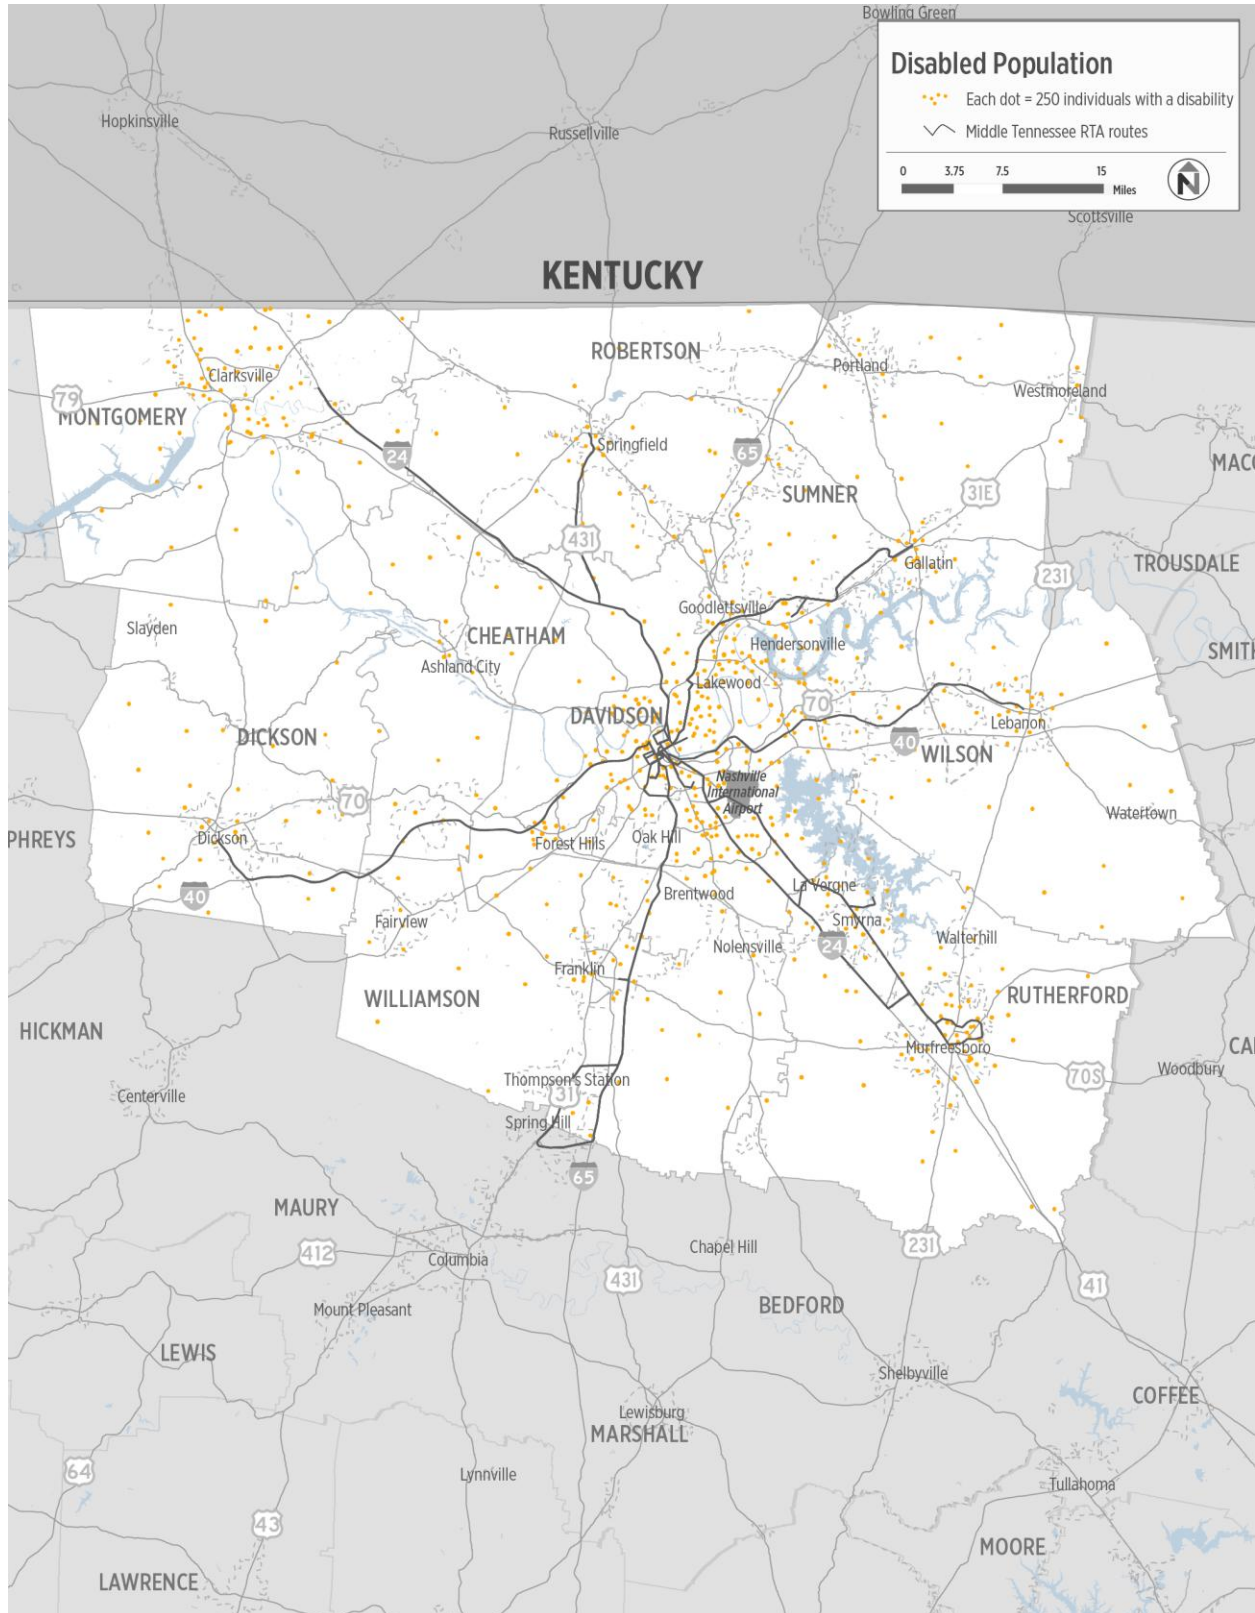 Bowling Green
Disabled Population
Each dot = 250 individuals with a disability
Middle Tennessee RTA routes
0 3.75 7.5 15
Miles
N
Hopkinsville
Russellville
Scottsville
KENTUCKY
ROBERTSON
Portland
Clarksville
Westmoreland
79
MONTGOMERY
24
Springfield
65
MACO
SUMNER
31E
431
Gallatin
TROUSDALE
231
Goodlettsville
Slayden
CHEATHAM
Hendersonville
SMITH
Ashland City
Lakewood
70
DAVIDSON
Lebanon
DICKSON
40
WILSON
Nashville
International
Airport
70
Watertown
PHREYS
Dickson
Forest Hills
Oak Hill
La Vergne
40
Brentwood
Fairview
Smyrna
24
Nolensville
Walterhill
Franklin
WILLIAMSON
RUTHERFORD
HICKMAN
Murfreesboro
CAN
Woodbury
Thompson's Station
70S
Centerville
31
Spring Hill
65
MAURY
412
Columbia
Chapel Hill
231
431
41
Mount Pleasant
BEDFORD
LEWIS
Shelbyville
COFFEE
Lewisburg
MARSHALL
64
Lynnville
Tullahoma
43
MOORE
LAWRENCE